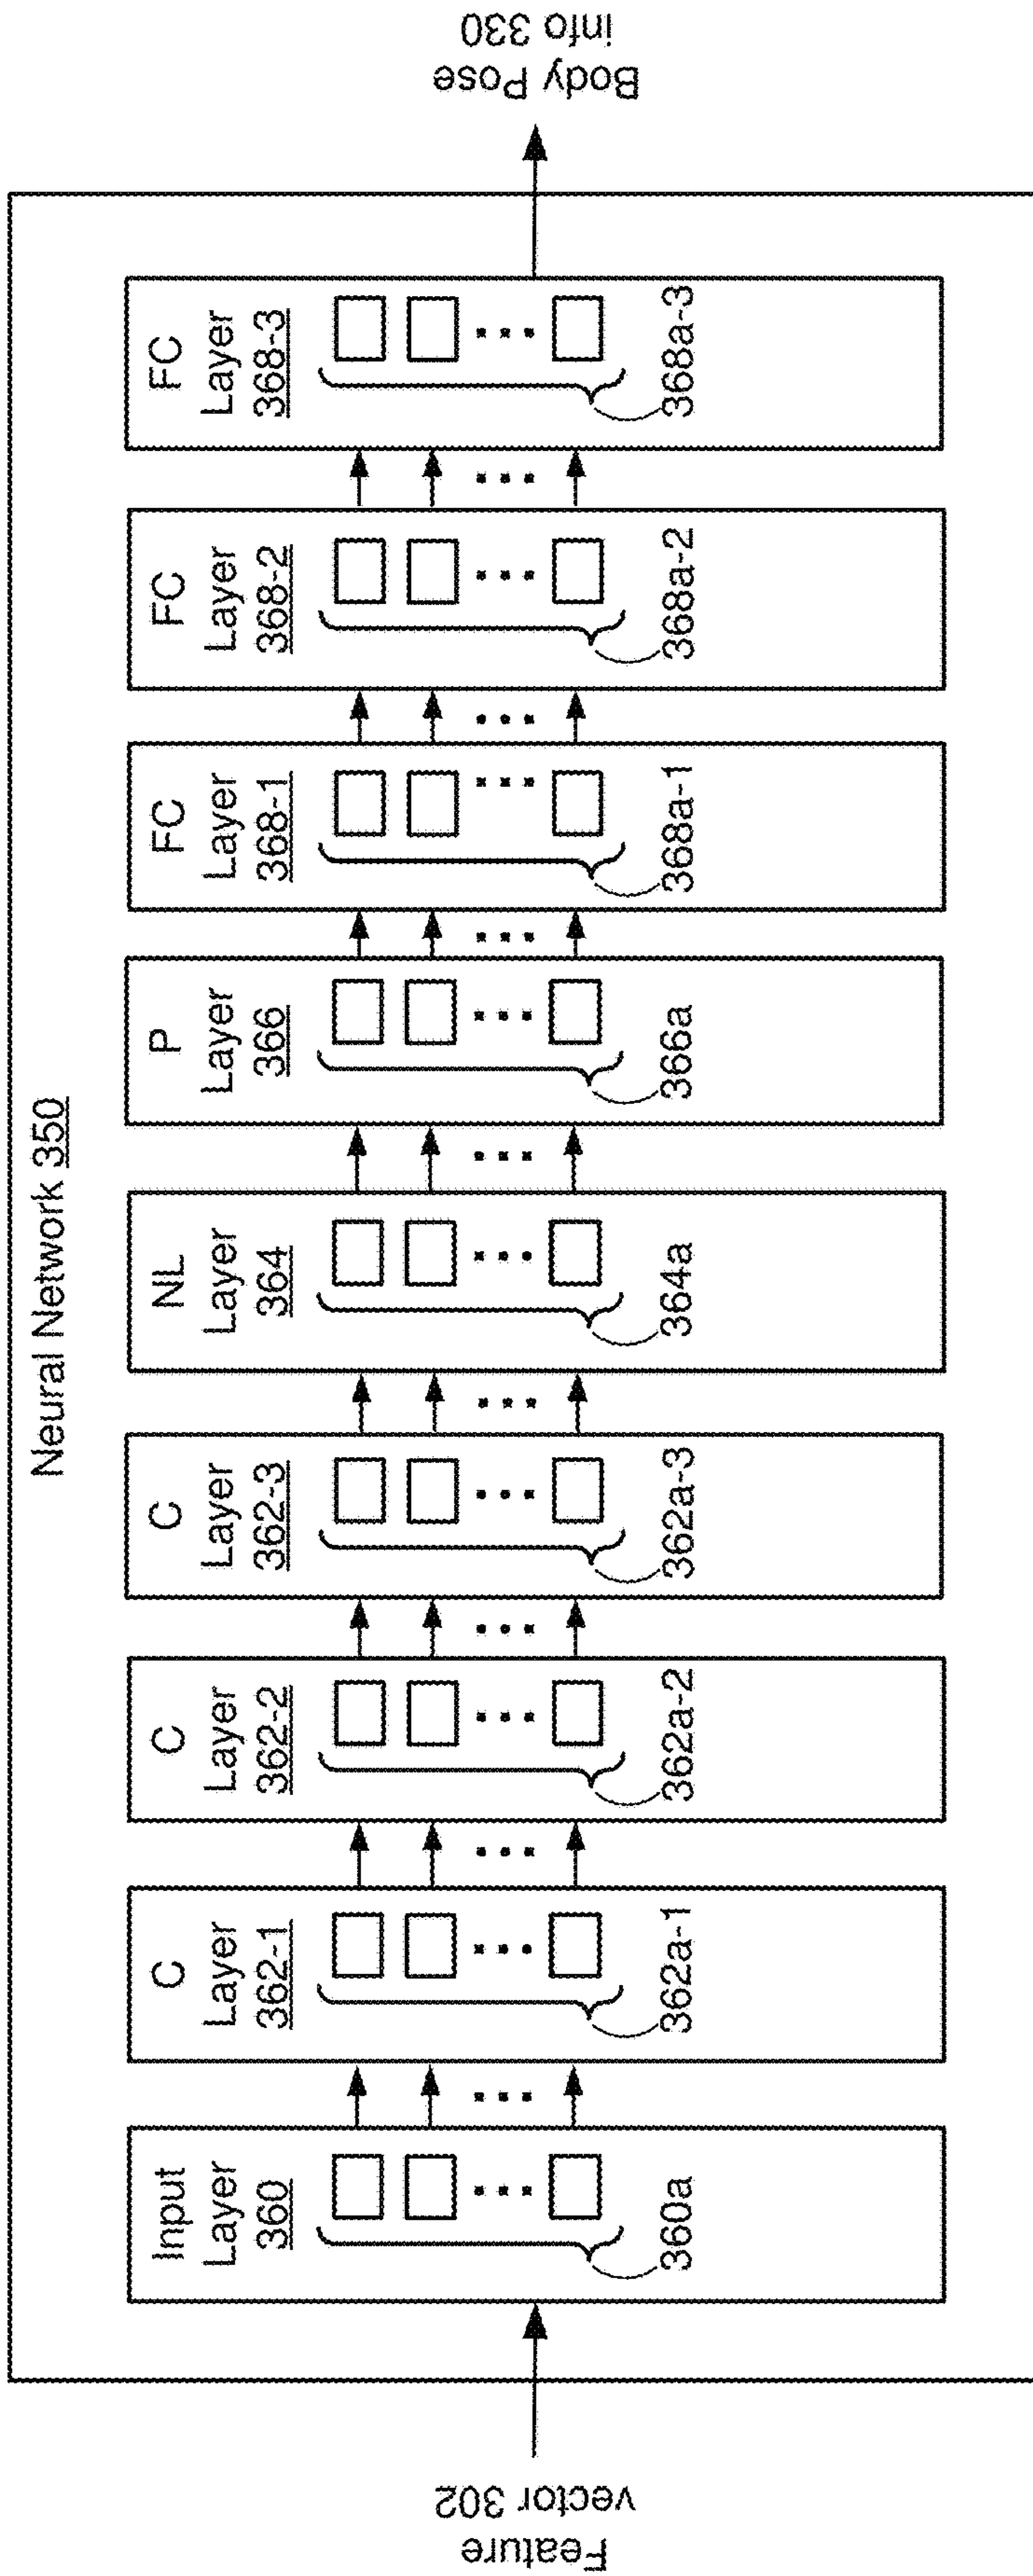 Neural Network 350
Feature
vector 302
Input
Layer
360
360a
C
Layer
362-1
362a-1
C
Layer
362-2
362a-2
C
Layer
362-3
362a-3
NL
Layer
364
364a
P
Layer
366
366a
FC
Layer
368-1
368a-1
FC
Layer
368-2
368a-2
FC
Layer
368-3
368a-3
Body Pose
info 330